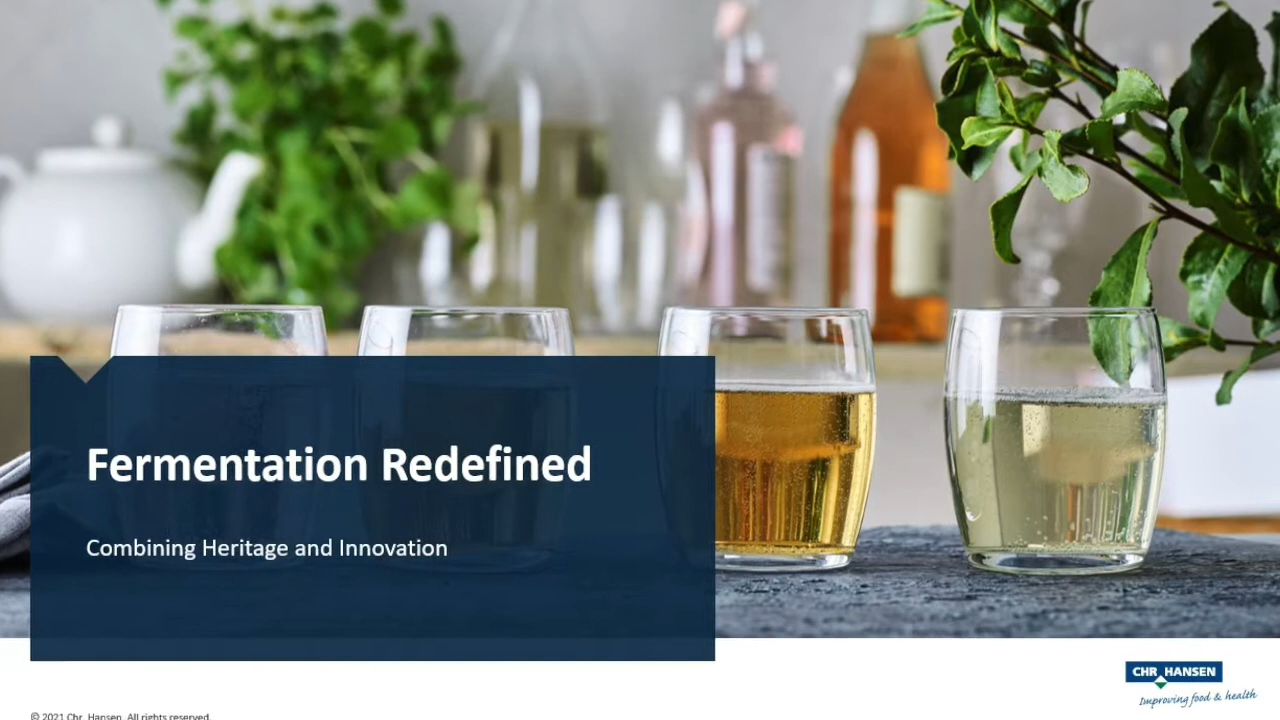 Fermentation Redefined
Combining Heritage and Innovation
CHR HANSEN
Improving food & health
© 2021 Chr. Hansen. All rights reserved.